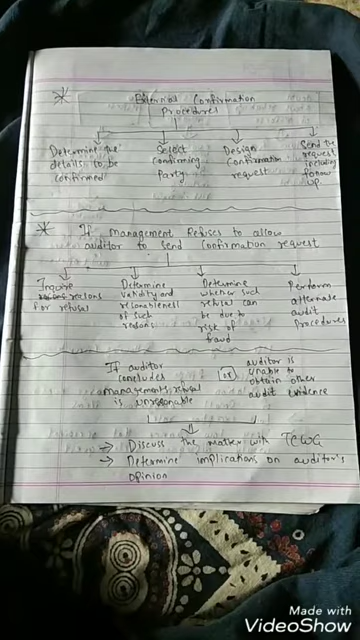 * External Confirmation
Procedures
Determine the
details to be
confirmed
Select
confirming
party
Design
Confirmation
request
Send the
request
including
follow
up.
* If Management Refuses to allow
auditor to send confirmation request
Inquire
reasons
for refusal
Determine
validity and
resonableness
of such
reasons
Determine
whether such
refusal can
be due to
risk of
fraud
Perform
alternate
audit
Procedures
If auditor
concludes
management's refusal
is unresonable
or
auditor is
unable to
obtain other
audit evidence
→ Discuss the matter with TCWG
→ Determine implications on auditor's
opinion
Made with
VideoShow